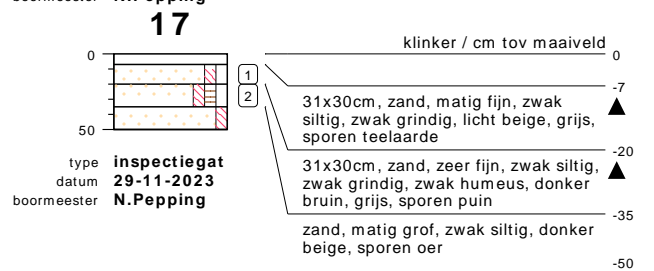 17
klinker / cm tov maaiveld
0
0
-7
1
2
31x30cm, zand, matig fijn, zwak
siltig, zwak grindig, licht beige, grijs,
sporen teelaarde
-20
50
31x30cm, zand, zeer fijn, zwak siltig,
zwak grindig, zwak humeus, donker
bruin, grijs, sporen puin
type inspectiegat
datum 29-11-2023
boormeester N.Pepping
-35
zand, matig grof, zwak siltig, donker
beige, sporen oer
-50